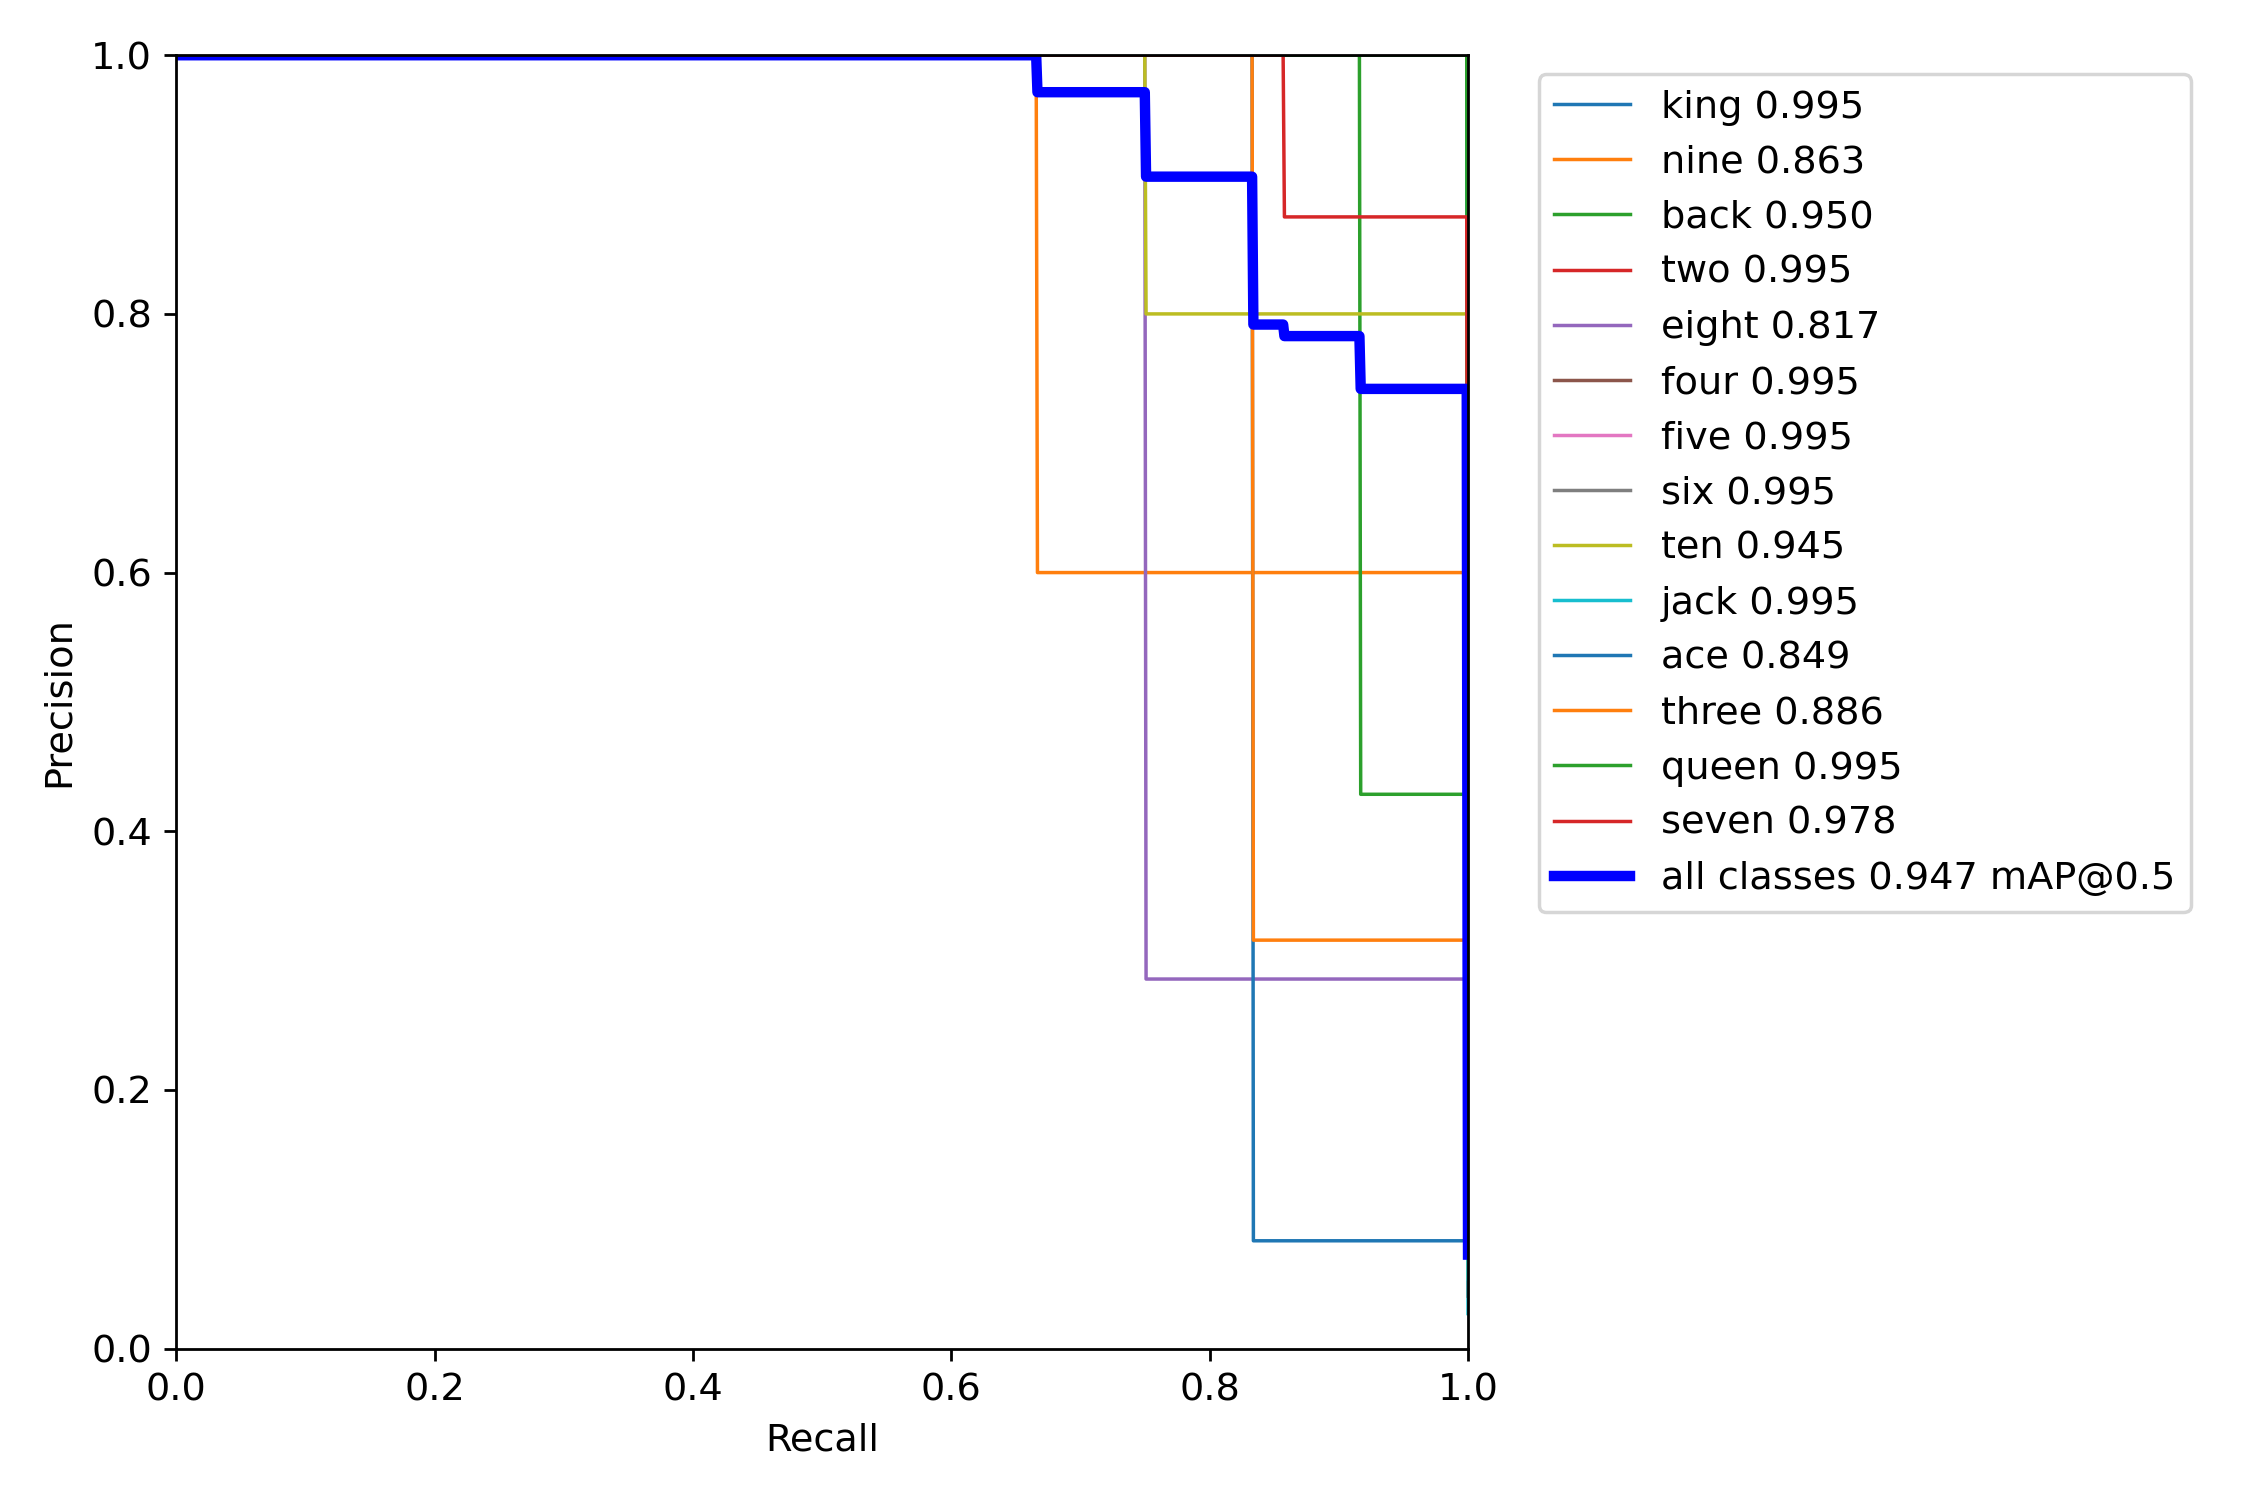 1.0
0.8
0.6
0.4
0.2
0.0
Precision
0.0 0.2 0.4 0.6 0.8 1.0
Recall
king 0.995
nine 0.863
back 0.950
two 0.995
eight 0.817
four 0.995
five 0.995
six 0.995
ten 0.945
jack 0.995
ace 0.849
three 0.886
queen 0.995
seven 0.978
all classes 0.947 mAP@0.5